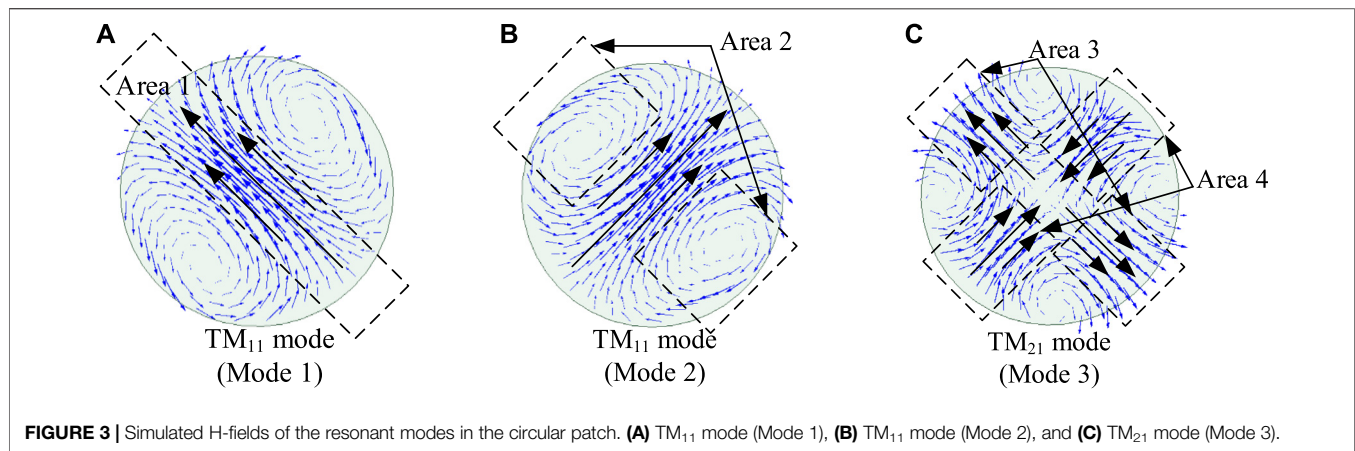 A
B
C
Area 1
Area 2
Area 3
Area 4
TM₁₁ mode
(Mode 1)
TM₁₁ mode
(Mode 2)
TM₂₁ mode
(Mode 3)
FIGURE 3 | Simulated H-fields of the resonant modes in the circular patch. (A) TM₁₁ mode (Mode 1), (B) TM₁₁ mode (Mode 2), and (C) TM₂₁ mode (Mode 3).